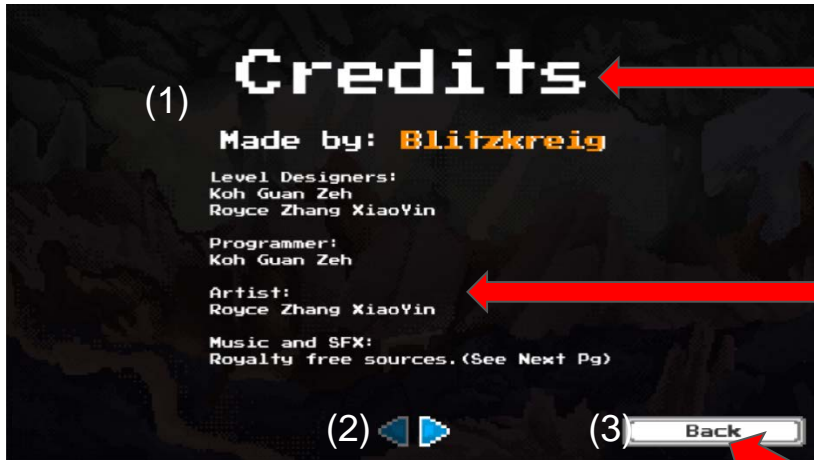 Credits
(1)
Made by: Blitzkreig
Level Designers:
Koh Guan Zeh
Royce Zhang XiaoYin
Programmer:
Koh Guan Zeh
Artist:
Royce Zhang XiaoYin
Music and SFX:
Royalty free sources.(See Next Pg)
(2)
(3) Back